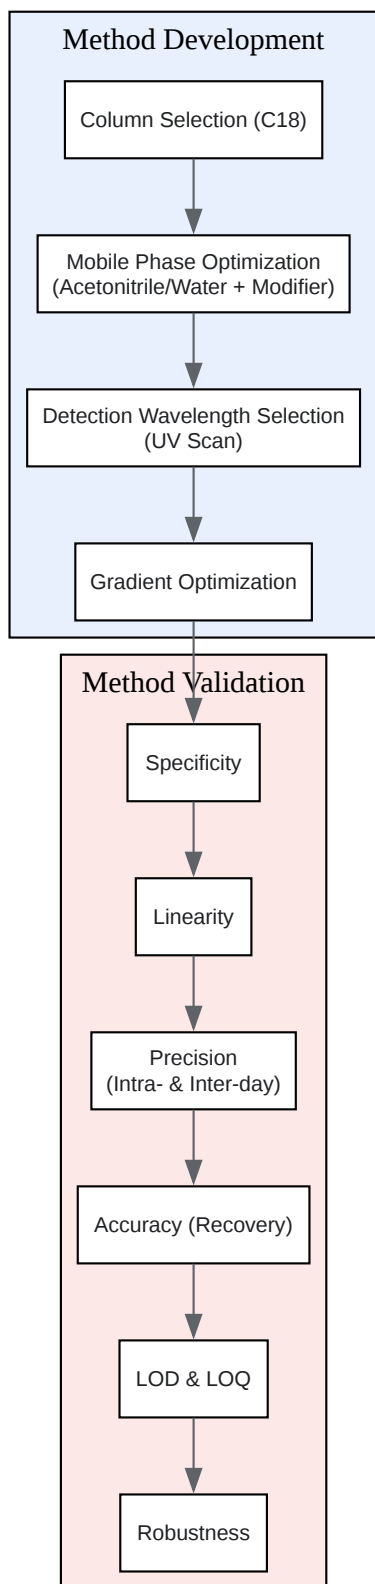 Method Development
Column Selection (C18)
Mobile Phase Optimization
(Acetonitrile/Water + Modifier)
Detection Wavelength Selection
(UV Scan)
Gradient Optimization
Method Validation
Specificity
Linearity
Precision
(Intra- & Inter-day)
Accuracy (Recovery)
LOD & LOQ
Robustness